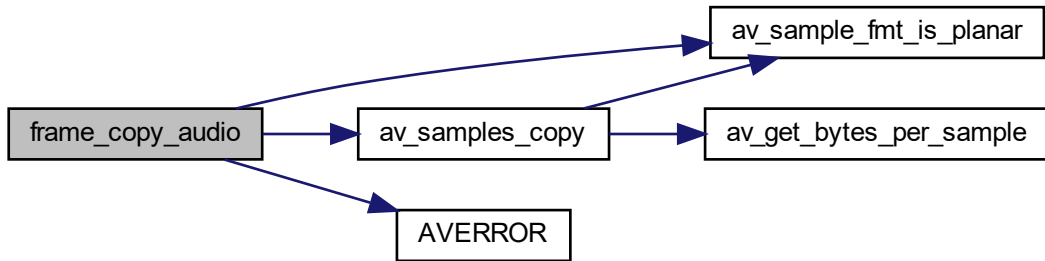 av_sample_fmt_is_planar
frame_copy_audio
av_samples_copy
av_get_bytes_per_sample
AVERROR